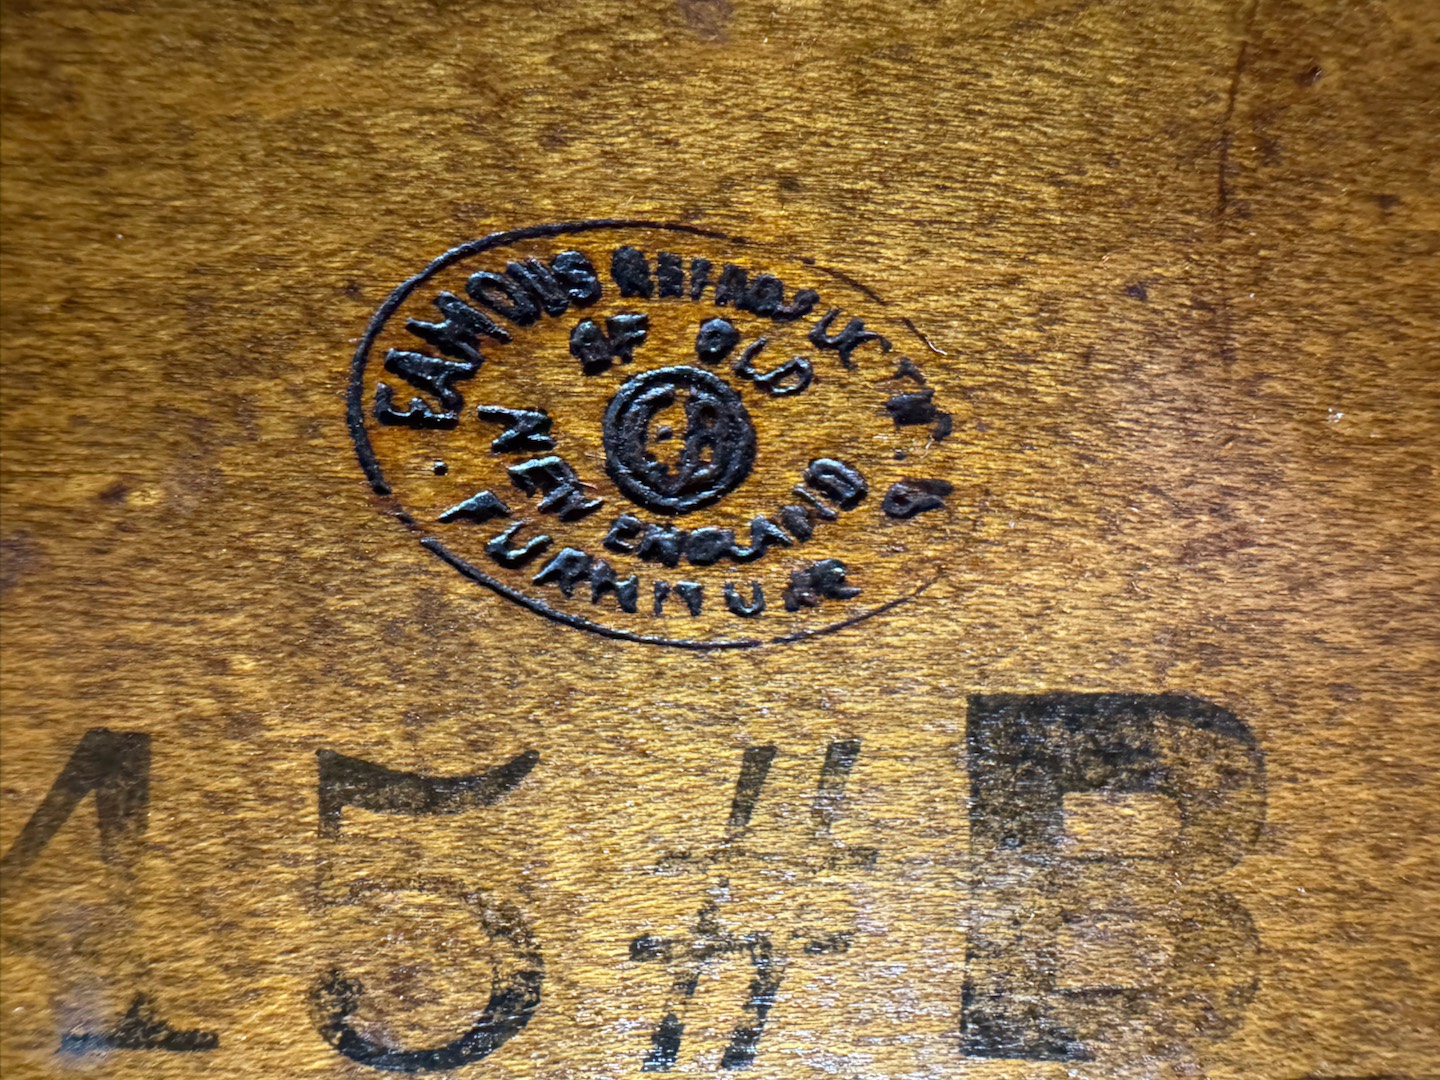 FAMOUS REPRODUCTIONS
OF OLD
NEW ENGLAND
FURNITURE
15#B